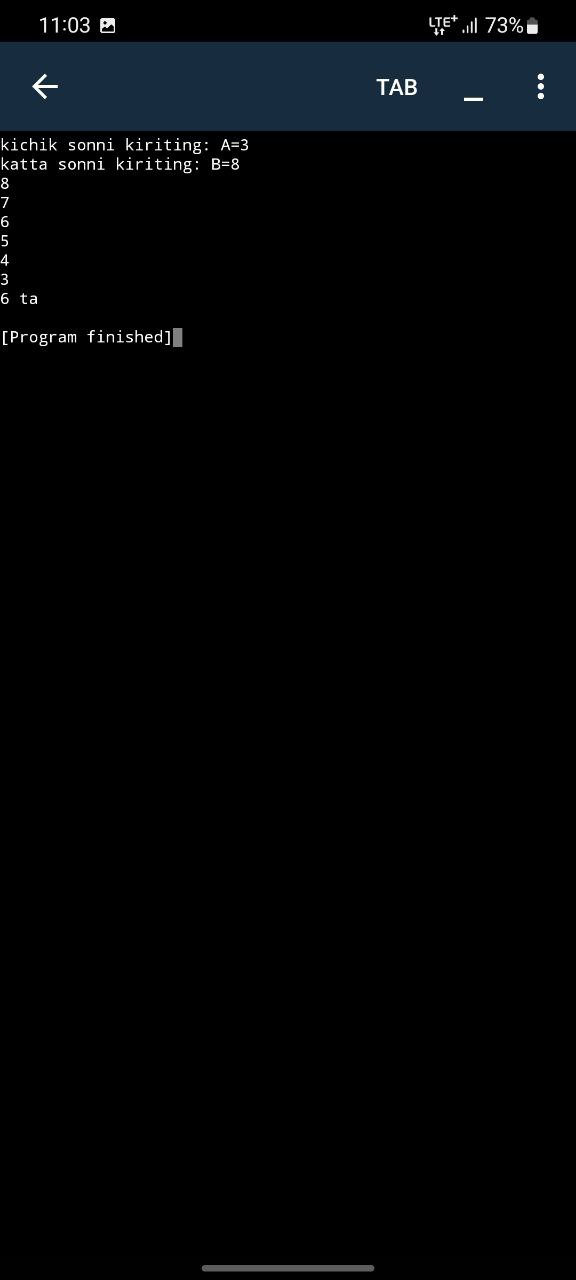 11:03 LTE+ 73%
TAB
kichik sonni kiriting: A=3
katta sonni kiriting: B=8
8
7
6
5
4
3
6 ta
[Program finished]